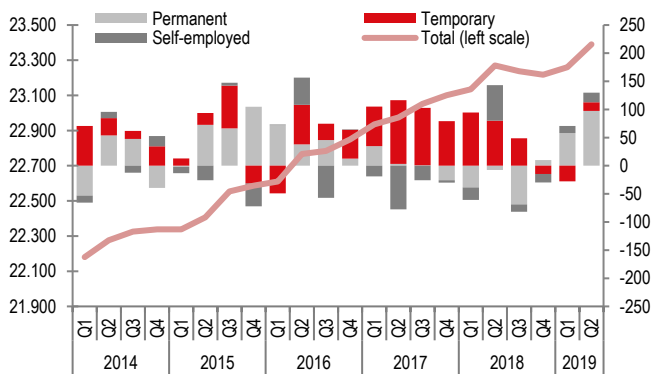 Permanent Temporary
Self-employed Total (left scale)
23.500 250
200
23.300 150
23.100 100
22.900 50
22.700 0
-50
22.500 -100
22.300 -150
22.100 -200
21.900 -250
Q1 Q2 Q3 Q4 Q1 Q2 Q3 Q4 Q1 Q2 Q3 Q4 Q1 Q2 Q3 Q4 Q1 Q2 Q3 Q4 Q1 Q2
2014 2015 2016 2017 2018 2019